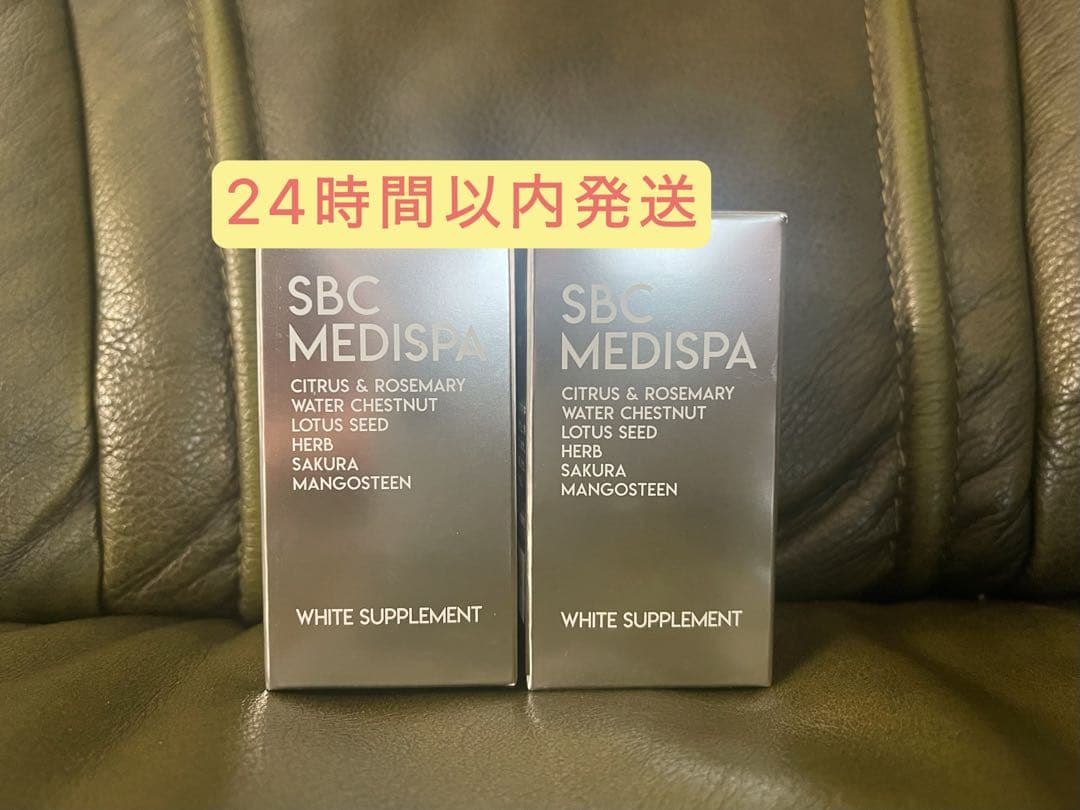 24時間以内発送
SBC
MEDISPA
CITRUS & ROSEMARY
WATER CHESTNUT
LOTUS SEED
HERB
SAKURA
MANGOSTEEN
WHITE SUPPLEMENT
SBC
MEDISPA
CITRUS & ROSEMARY
WATER CHESTNUT
LOTUS SEED
HERB
SAKURA
MANGOSTEEN
WHITE SUPPLEMENT